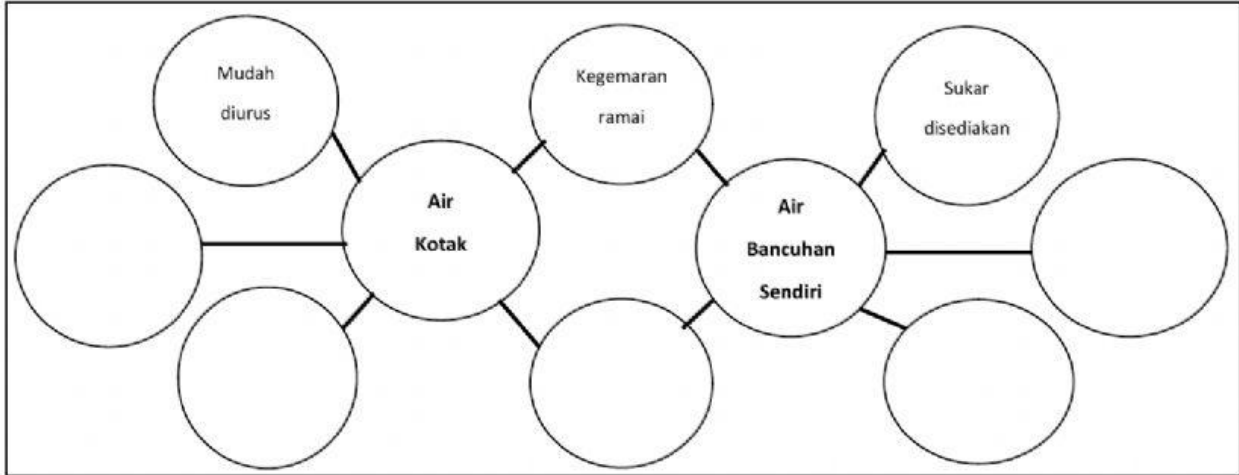 Mudah
diurus
Kegemaran
ramai
Sukar
disediakan
Air
Kotak
Air
Bancuhan
Sendiri